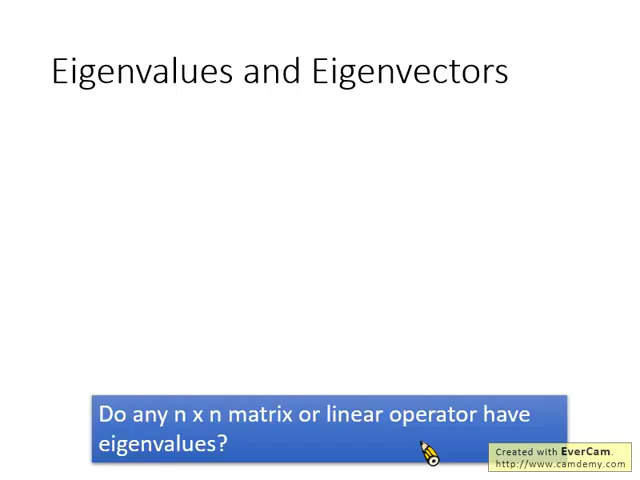 Eigenvalues and Eigenvectors
Do any n x n matrix or linear operator have
eigenvalues?
Created with EverCam.
http://www.camdemy.com